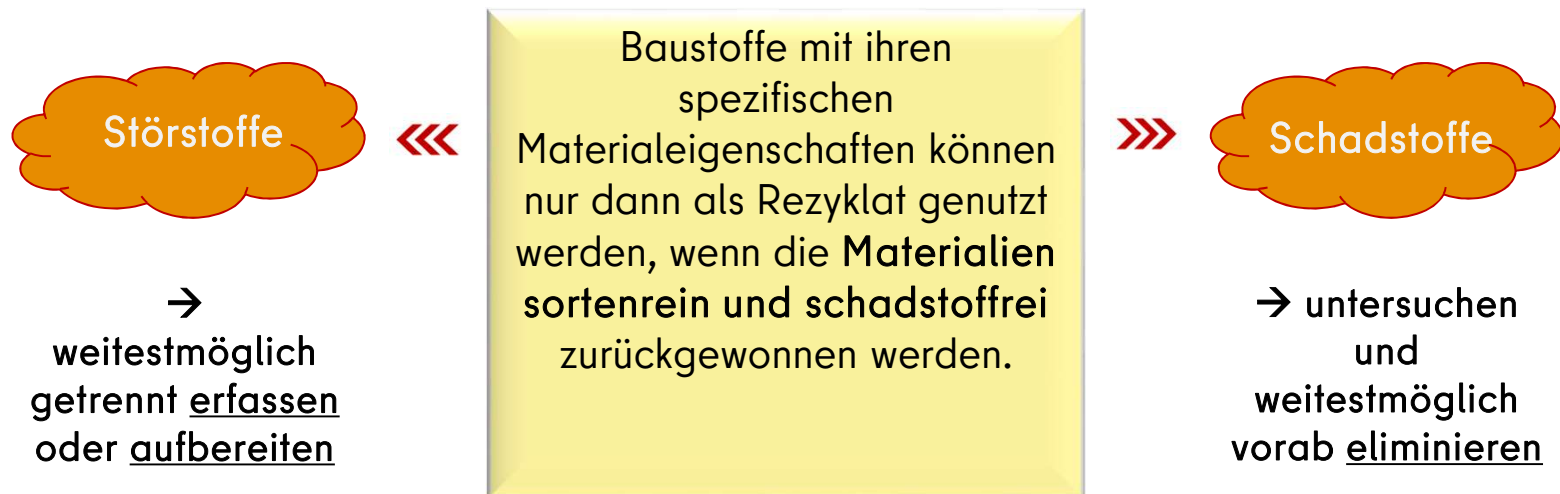 Störstoffe
→
weitestmöglich
getrennt erfassen
oder aufbereiten
Baustoffe mit ihren
spezifischen
Materialeigenschaften können
nur dann als Rezyklat genutzt
werden, wenn die Materialien
sortenrein und schadstoffrei
zurückgewonnen werden.
Schadstoffe
→ untersuchen
und
weitestmöglich
vorab eliminieren